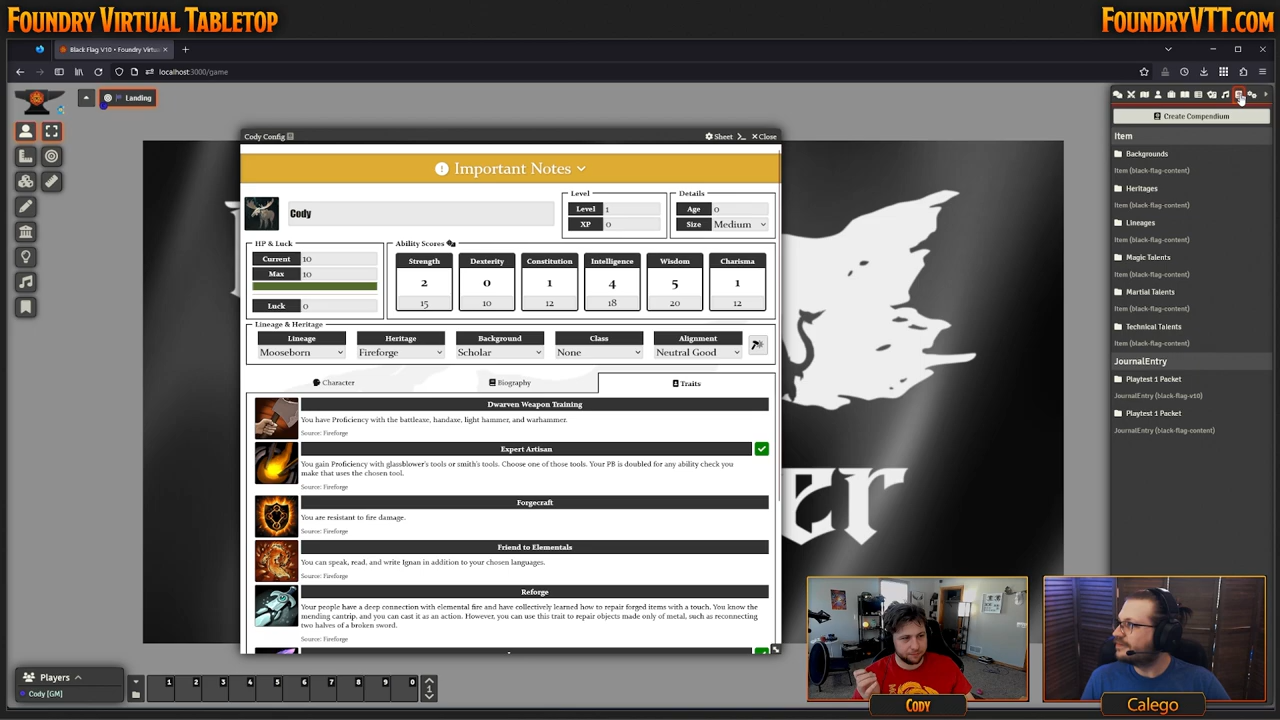 Foundry Virtual Tabletop
FoundryVTT.com
Black Flag V10 • Foundry Virtu
localhost:3000/game
Landing
Cody Config
Sheet
Close
Important Notes
Cody
Level
Level 1
XP 0
Details
Age 0
Size Medium
HP & Luck
Current 10
Max 10
Luck 0
Ability Scores
Strength Dexterity Constitution Intelligence Wisdom Charisma
2 0 1 4 5 1
15 10 12 18 20 12
Lineage & Heritage
Lineage Heritage Background Class Alignment
Mooseborn Fireforge Scholar None Neutral Good
Character Biography Traits
Dwarven Weapon Training
You have Proficiency with the battleaxe, handaxe, light hammer, and warhammer.
Source: Fireforge
Expert Artisan
You gain Proficiency with glassblower's tools or smith's tools. Choose one of those tools. Your PB is doubled for any ability check you
make that uses the chosen tool.
Source: Fireforge
Forgecraft
You are resistant to fire damage.
Source: Fireforge
Friend to Elementals
You can speak, read, and write Ignan in addition to your chosen languages.
Source: Fireforge
Reforge
Your people have a deep connection with elemental fire and have collectively learned how to repair forged items with a touch. You know the
mending cantrip, and you can cast it as an action. However, you can use this trait to repair objects made only of metal, such as reconnecting
two halves of a broken sword.
Source: Fireforge
Create Compendium
Item
Backgrounds
Item (black-flag-content)
Heritages
Item (black-flag-content)
Lineages
Item (black-flag-content)
Magic Talents
Item (black-flag-content)
Martial Talents
Item (black-flag-content)
Technical Talents
Item (black-flag-content)
JournalEntry
Playtest 1 Packet
JournalEntry (black-flag-v10)
Playtest 1 Packet
JournalEntry (black-flag-content)
er
Players
Cody [GM]
1 2 3 4 5 6 7 8 9 0
1
Cody
Calego